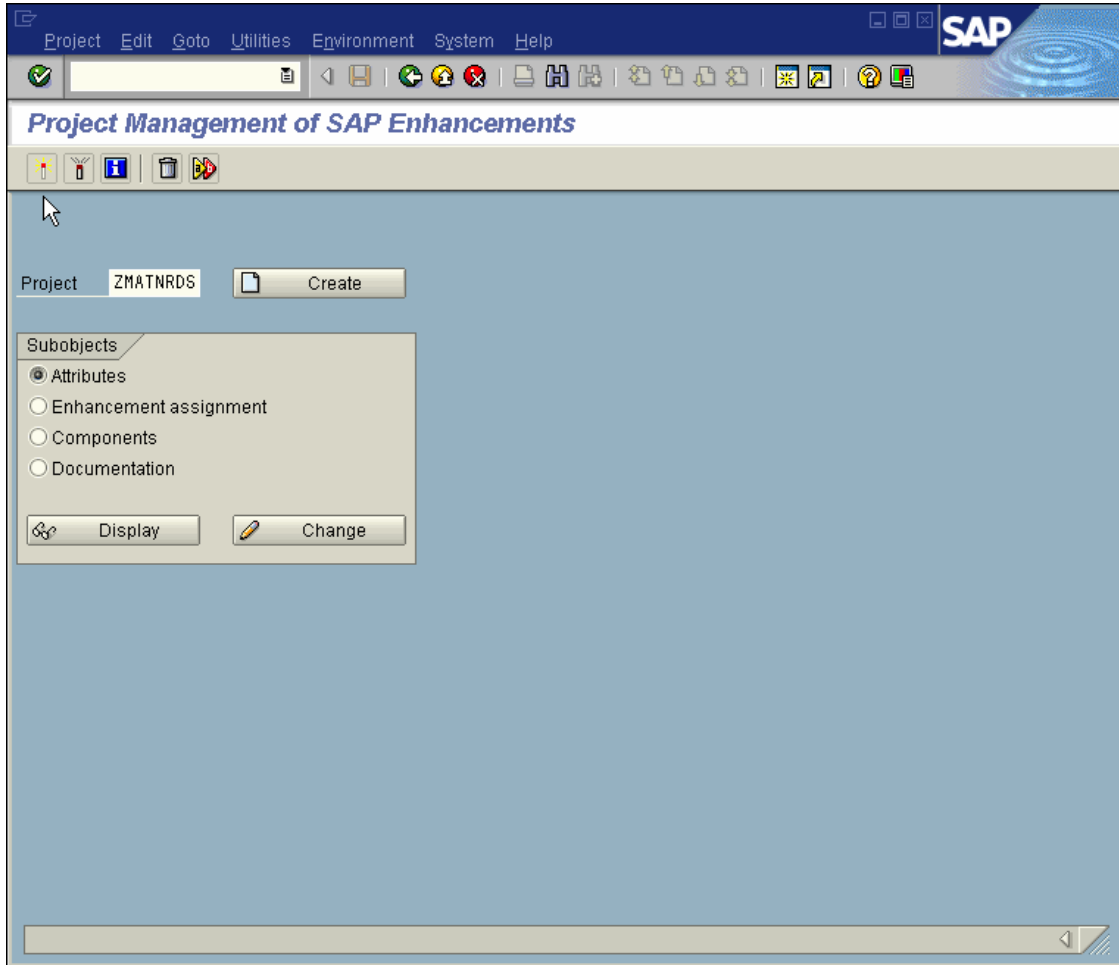 Project Edit Goto Utilities Environment System Help
SAP
Project Management of SAP Enhancements
Project ZMATNRDS Create
Subobjects
Attributes
Enhancement assignment
Components
Documentation
Display Change